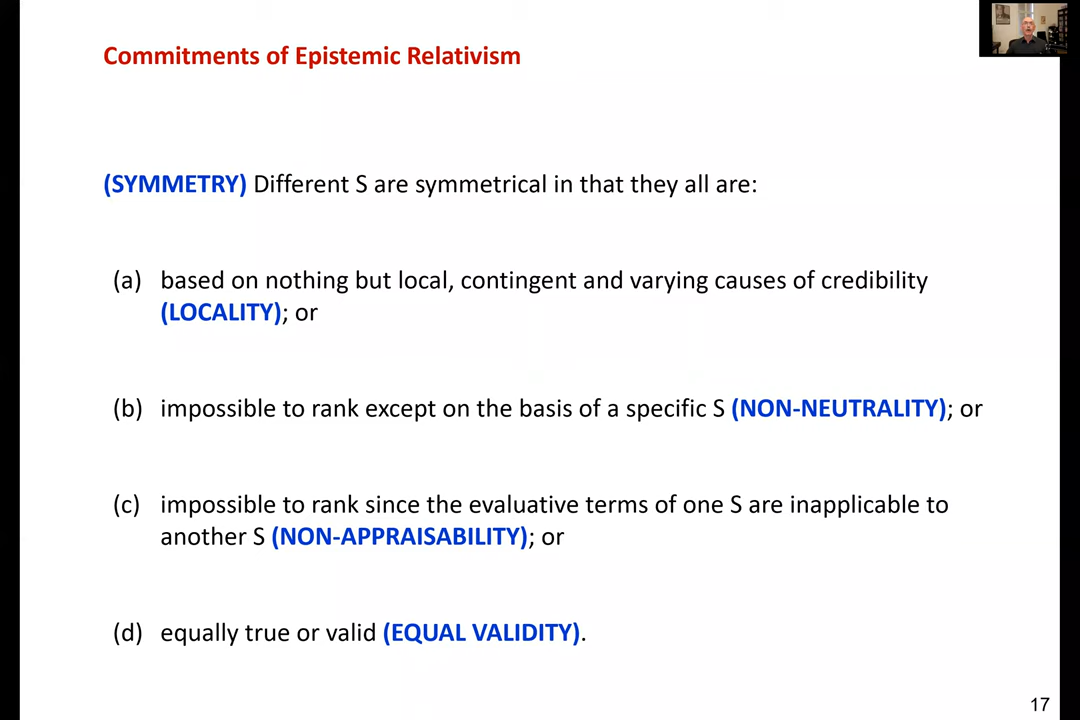 Commitments of Epistemic Relativism
(SYMMETRY) Different S are symmetrical in that they all are:
(a) based on nothing but local, contingent and varying causes of credibility
(LOCALITY); or
(b) impossible to rank except on the basis of a specific S (NON-NEUTRALITY); or
(c) impossible to rank since the evaluative terms of one S are inapplicable to
another S (NON-APPRAISABILITY); or
(d) equally true or valid (EQUAL VALIDITY).
17